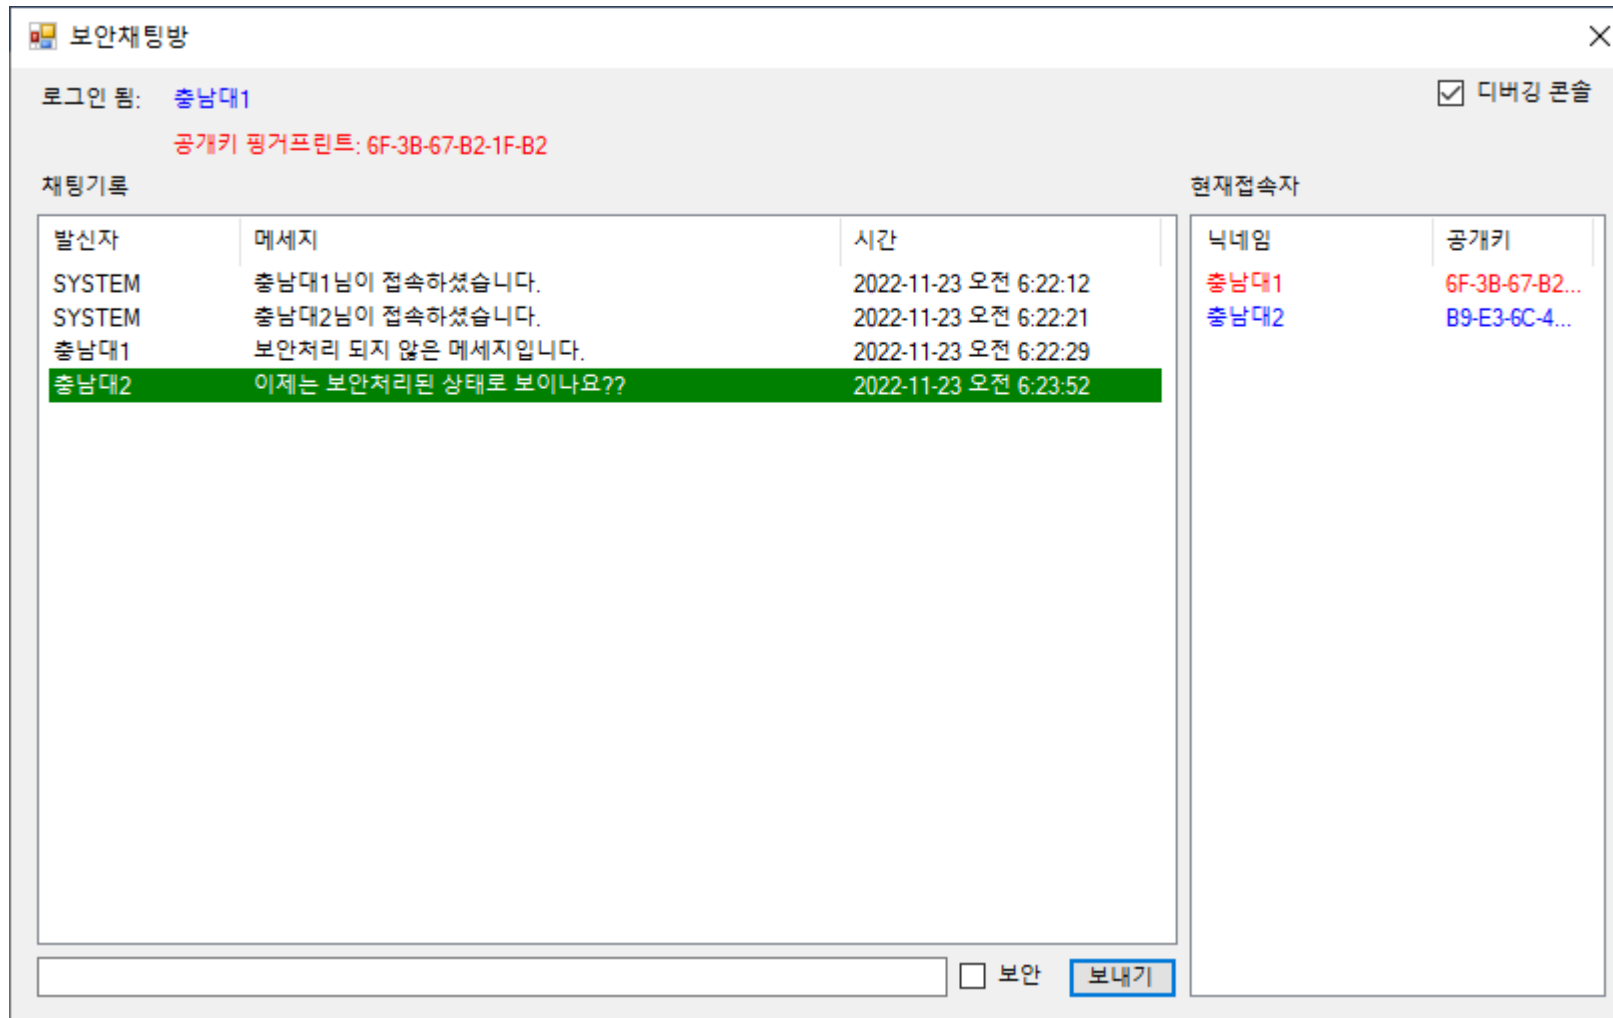 보안채팅방
로그인 됨: 충남대1
디버깅 콘솔
공개키 핑거프린트: 6F-3B-67-B2-1F-B2
채팅기록
발신자 메세지 시간
SYSTEM 충남대1님이 접속하셨습니다. 2022-11-23 오전 6:22:12
SYSTEM 충남대2님이 접속하셨습니다. 2022-11-23 오전 6:22:21
충남대1 보안처리 되지 않은 메세지입니다. 2022-11-23 오전 6:22:29
충남대2 이제는 보안처리된 상태로 보이나요?? 2022-11-23 오전 6:23:52
보안 보내기
현재접속자
닉네임 공개키
충남대1 6F-3B-67-B2...
충남대2 B9-E3-6C-4...